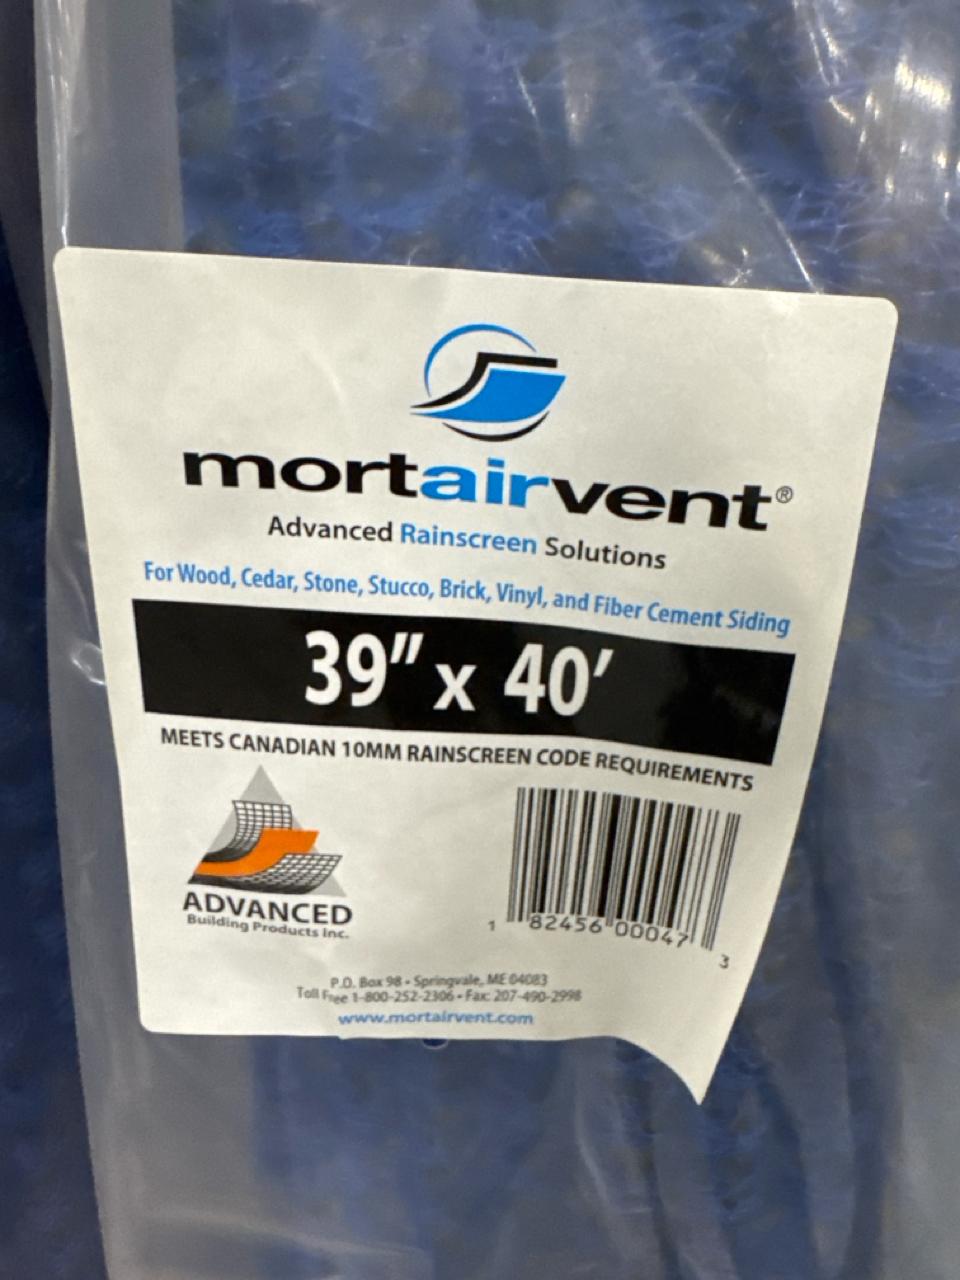 mortairvent®
Advanced Rainscreen Solutions
For Wood, Cedar, Stone, Stucco, Brick, Vinyl, and Fiber Cement Siding
39" x 40'
MEETS CANADIAN 10MM RAINSCREEN CODE REQUIREMENTS
ADVANCED
Building Products Inc.
1 82456 00047 3
P.O. Box 98 • Springvale, ME 04083
Toll Free 1-800-252-2306 • Fax: 207-490-2998
www.mortairvent.com